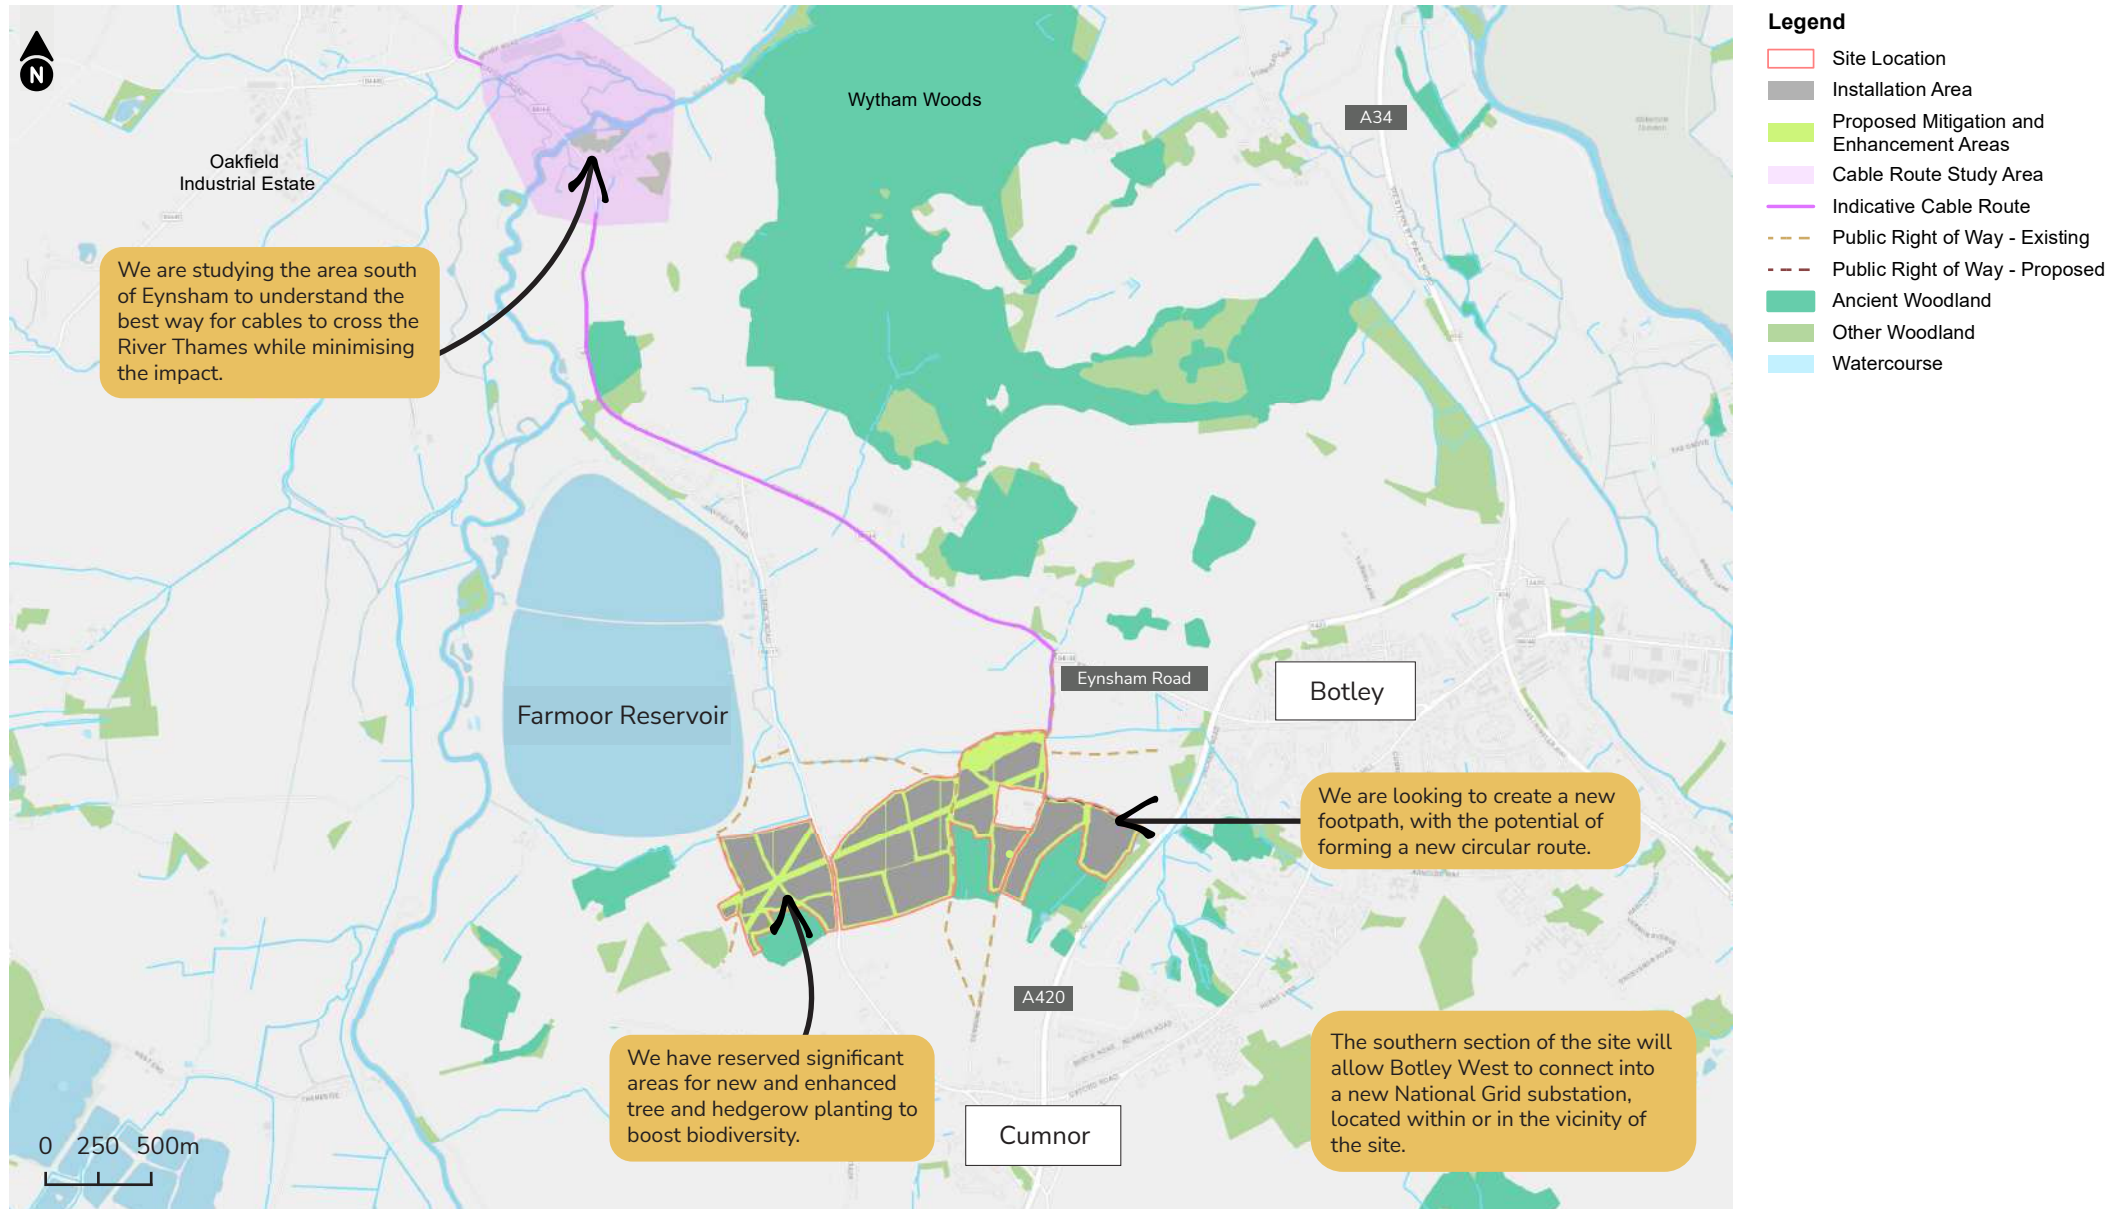 N
Wytham Woods
A34
Oakfield
Industrial Estate
We are studying the area south
of Eynsham to understand the
best way for cables to cross the
River Thames while minimising
the impact.
Eynsham Road
Botley
Farmoor Reservoir
We are looking to create a new
footpath, with the potential of
forming a new circular route.
A420
We have reserved significant
areas for new and enhanced
tree and hedgerow planting to
boost biodiversity.
The southern section of the site will
allow Botley West to connect into
a new National Grid substation,
located within or in the vicinity of
the site.
Cumnor
0 250 500m
Legend
Site Location
Installation Area
Proposed Mitigation and
Enhancement Areas
Cable Route Study Area
Indicative Cable Route
Public Right of Way - Existing
Public Right of Way - Proposed
Ancient Woodland
Other Woodland
Watercourse